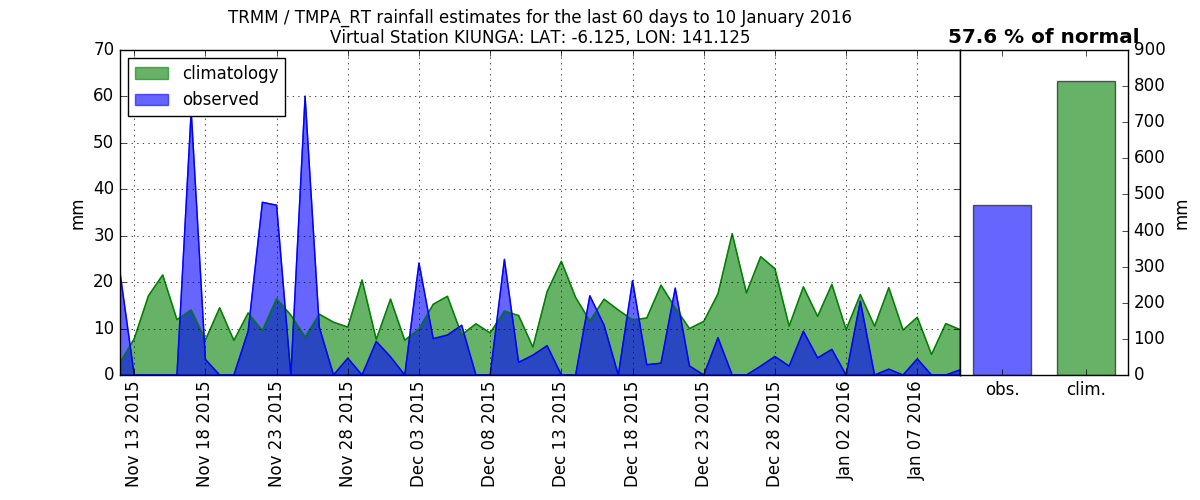 TRMM / TMPA_RT rainfall estimates for the last 60 days to 10 January 2016
Virtual Station KIUNGA: LAT: -6.125, LON: 141.125
57.6 % of normal
climatology
observed
70
60
50
40
30
20
10
0
mm
Nov 13 2015
Nov 18 2015
Nov 23 2015
Nov 28 2015
Dec 03 2015
Dec 08 2015
Dec 13 2015
Dec 18 2015
Dec 23 2015
Dec 28 2015
Jan 02 2016
Jan 07 2016
900
800
700
600
500
400
300
200
100
0
mm
obs.
clim.